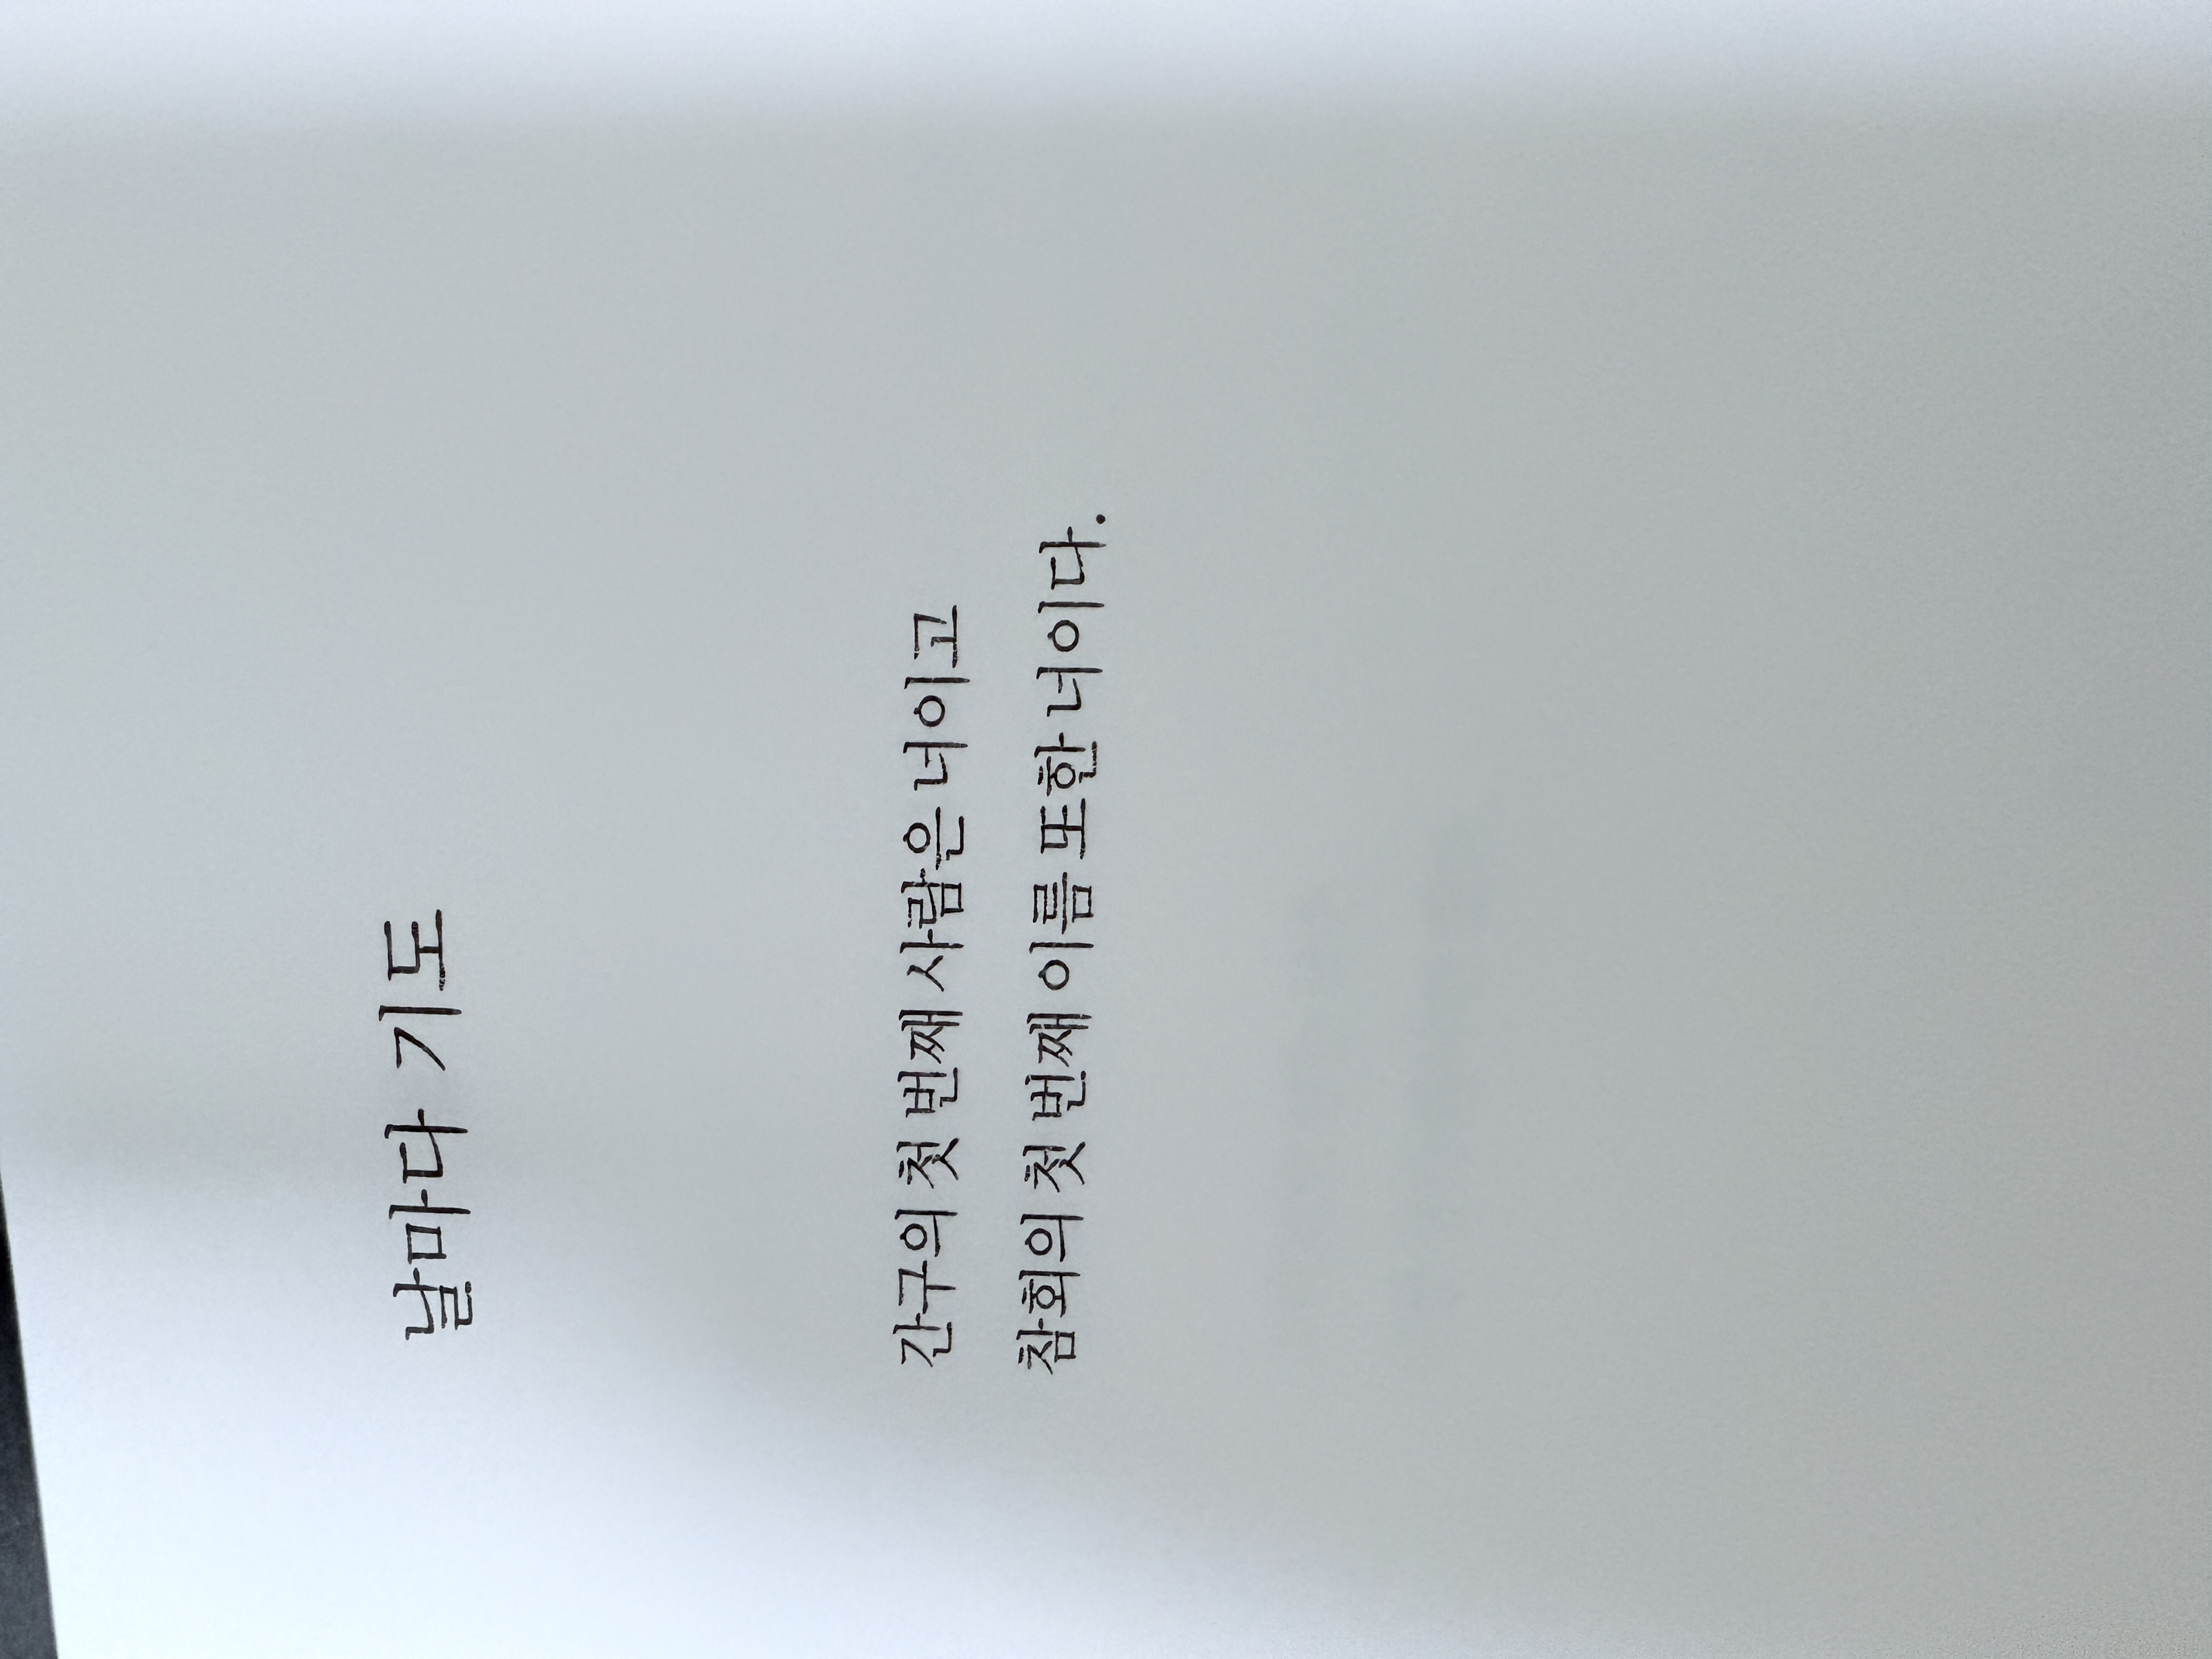 날마다 기도
간구의 첫 번째 사람은 너이고
참회의 첫 번째 이름 또한 너이다.